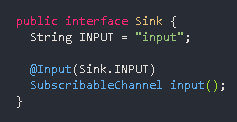 public interface Sink {
  String INPUT = "input";

  @Input(Sink.INPUT)
  SubscribableChannel input();
}